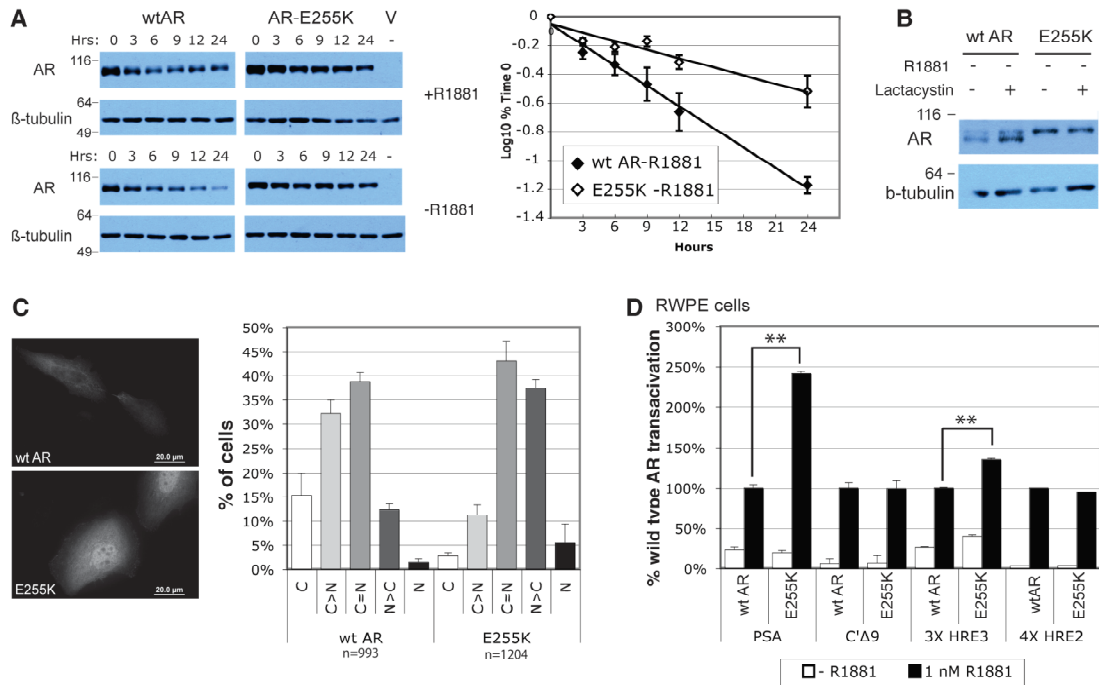 A
wtAR
AR-E255K
V
Hrs: 0 3 6 9 12 24 0 3 6 9 12 24 -
116
AR
64
ß-tubulin
49
+R1881
Hrs: 0 3 6 9 12 24 0 3 6 9 12 24 -
116
AR
64
ß-tubulin
49
-R1881
Log10 % Time 0
0
-0.2
-0.4
-0.6
-0.8
-1
-1.2
-1.4
0
3 6 9 12 15 18 21 24
Hours
wt AR-R1881
E255K -R1881
B
wt AR E255K
R1881 - - - -
Lactacystin - + - +
116
AR
64
b-tubulin
C
wt AR
20.0 µm
E255K
20.0 µm
% of cells
50%
45%
40%
35%
30%
25%
20%
15%
10%
5%
0%
C C>N C=N N>C N C C>N C=N N>C N
wt AR E255K
n=993 n=1204
D RWPE cells
% wild type AR transacivation
300%
250%
200%
150%
100%
50%
0%
**
**
wt AR E255K wt AR E255K wt AR E255K wtAR E255K
PSA C'Δ9 3X HRE3 4X HRE2
- R1881 1 nM R1881